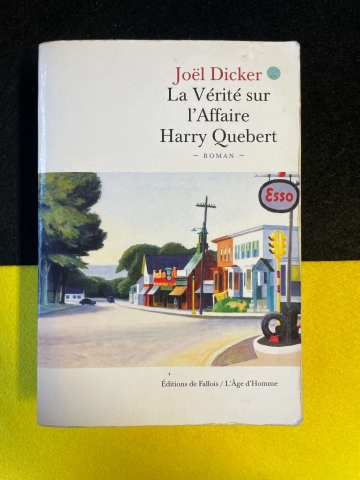 Joël Dicker
La Vérité sur
l'Affaire
Harry Quebert
– ROMAN –
Esso
Éditions de Fallois / L'Âge d'Homme